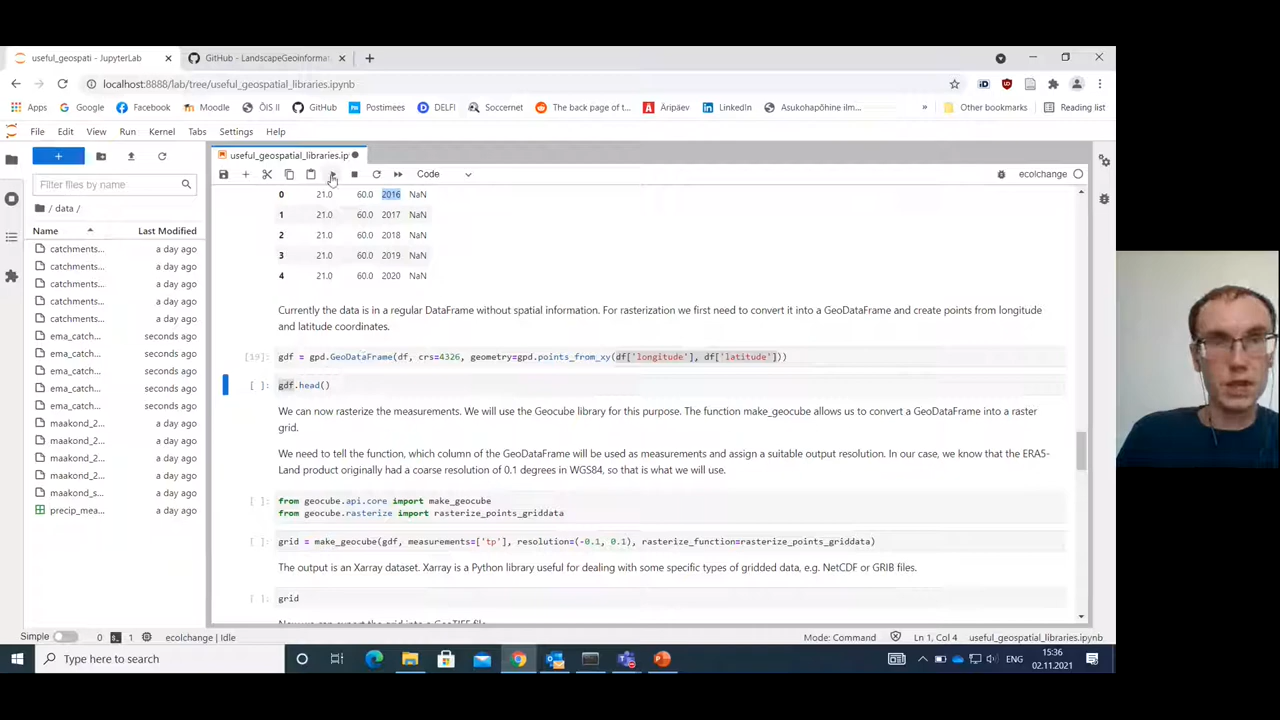 useful_geospati - JupyterLab
GitHub - LandscapeGeoinformat
localhost:8888/lab/tree/useful_geospatial_libraries.ipynb
Apps Google Facebook Moodle ÕIS II GitHub Postimees DELFI Soccernet The back page of ... Äripäev LinkedIn Asukohapõhine ilm... » Other bookmarks Reading list
File Edit View Run Kernel Tabs Settings Help
useful_geospatial_libraries.ip
Code
ecolchange
Filter files by name
/ data /
Name Last Modified
catchments... a day ago
catchments... a day ago
catchments... a day ago
catchments... a day ago
catchments... a day ago
ema_catch... seconds ago
ema_catch... seconds ago
ema_catch... seconds ago
ema_catch... seconds ago
maakond_2... a day ago
maakond_2... a day ago
maakond_2... a day ago
maakond_s... a day ago
precip_mea... a day ago
0 21.0 60.0 2016 NaN
1 21.0 60.0 2017 NaN
2 21.0 60.0 2018 NaN
3 21.0 60.0 2019 NaN
4 21.0 60.0 2020 NaN
Currently the data is in a regular DataFrame without spatial information. For rasterization we first need to convert it into a GeoDataFrame and create points from longitude
and latitude coordinates.
[19]: gdf = gpd.GeoDataFrame(df, crs=4326, geometry=gpd.points_from_xy(df['longitude'], df['latitude']))
[ ]: gdf.head()
We can now rasterize the measurements. We will use the Geocube library for this purpose. The function make_geocube allows us to convert a GeoDataFrame into a raster
grid.
We need to tell the function, which column of the GeoDataFrame will be used as measurements and assign a suitable output resolution. In our case, we know that the ERA5-
Land product originally had a coarse resolution of 0.1 degrees in WGS84, so that is what we will use.
[ ]: from geocube.api.core import make_geocube
from geocube.rasterize import rasterize_points_griddata
[ ]: grid = make_geocube(gdf, measurements=['tp'], resolution=(-0.1, 0.1), rasterize_function=rasterize_points_griddata)
The output is an Xarray dataset. Xarray is a Python library useful for dealing with some specific types of gridded data, e.g. NetCDF or GRIB files.
[ ]: grid
Now we can export the grid into a GeoTIFF file
Simple 0 1 ecolchange | Idle Mode: Command Ln 1, Col 4 useful_geospatial_libraries.ipynb
Type here to search
ENG
15:36
02.11.2021